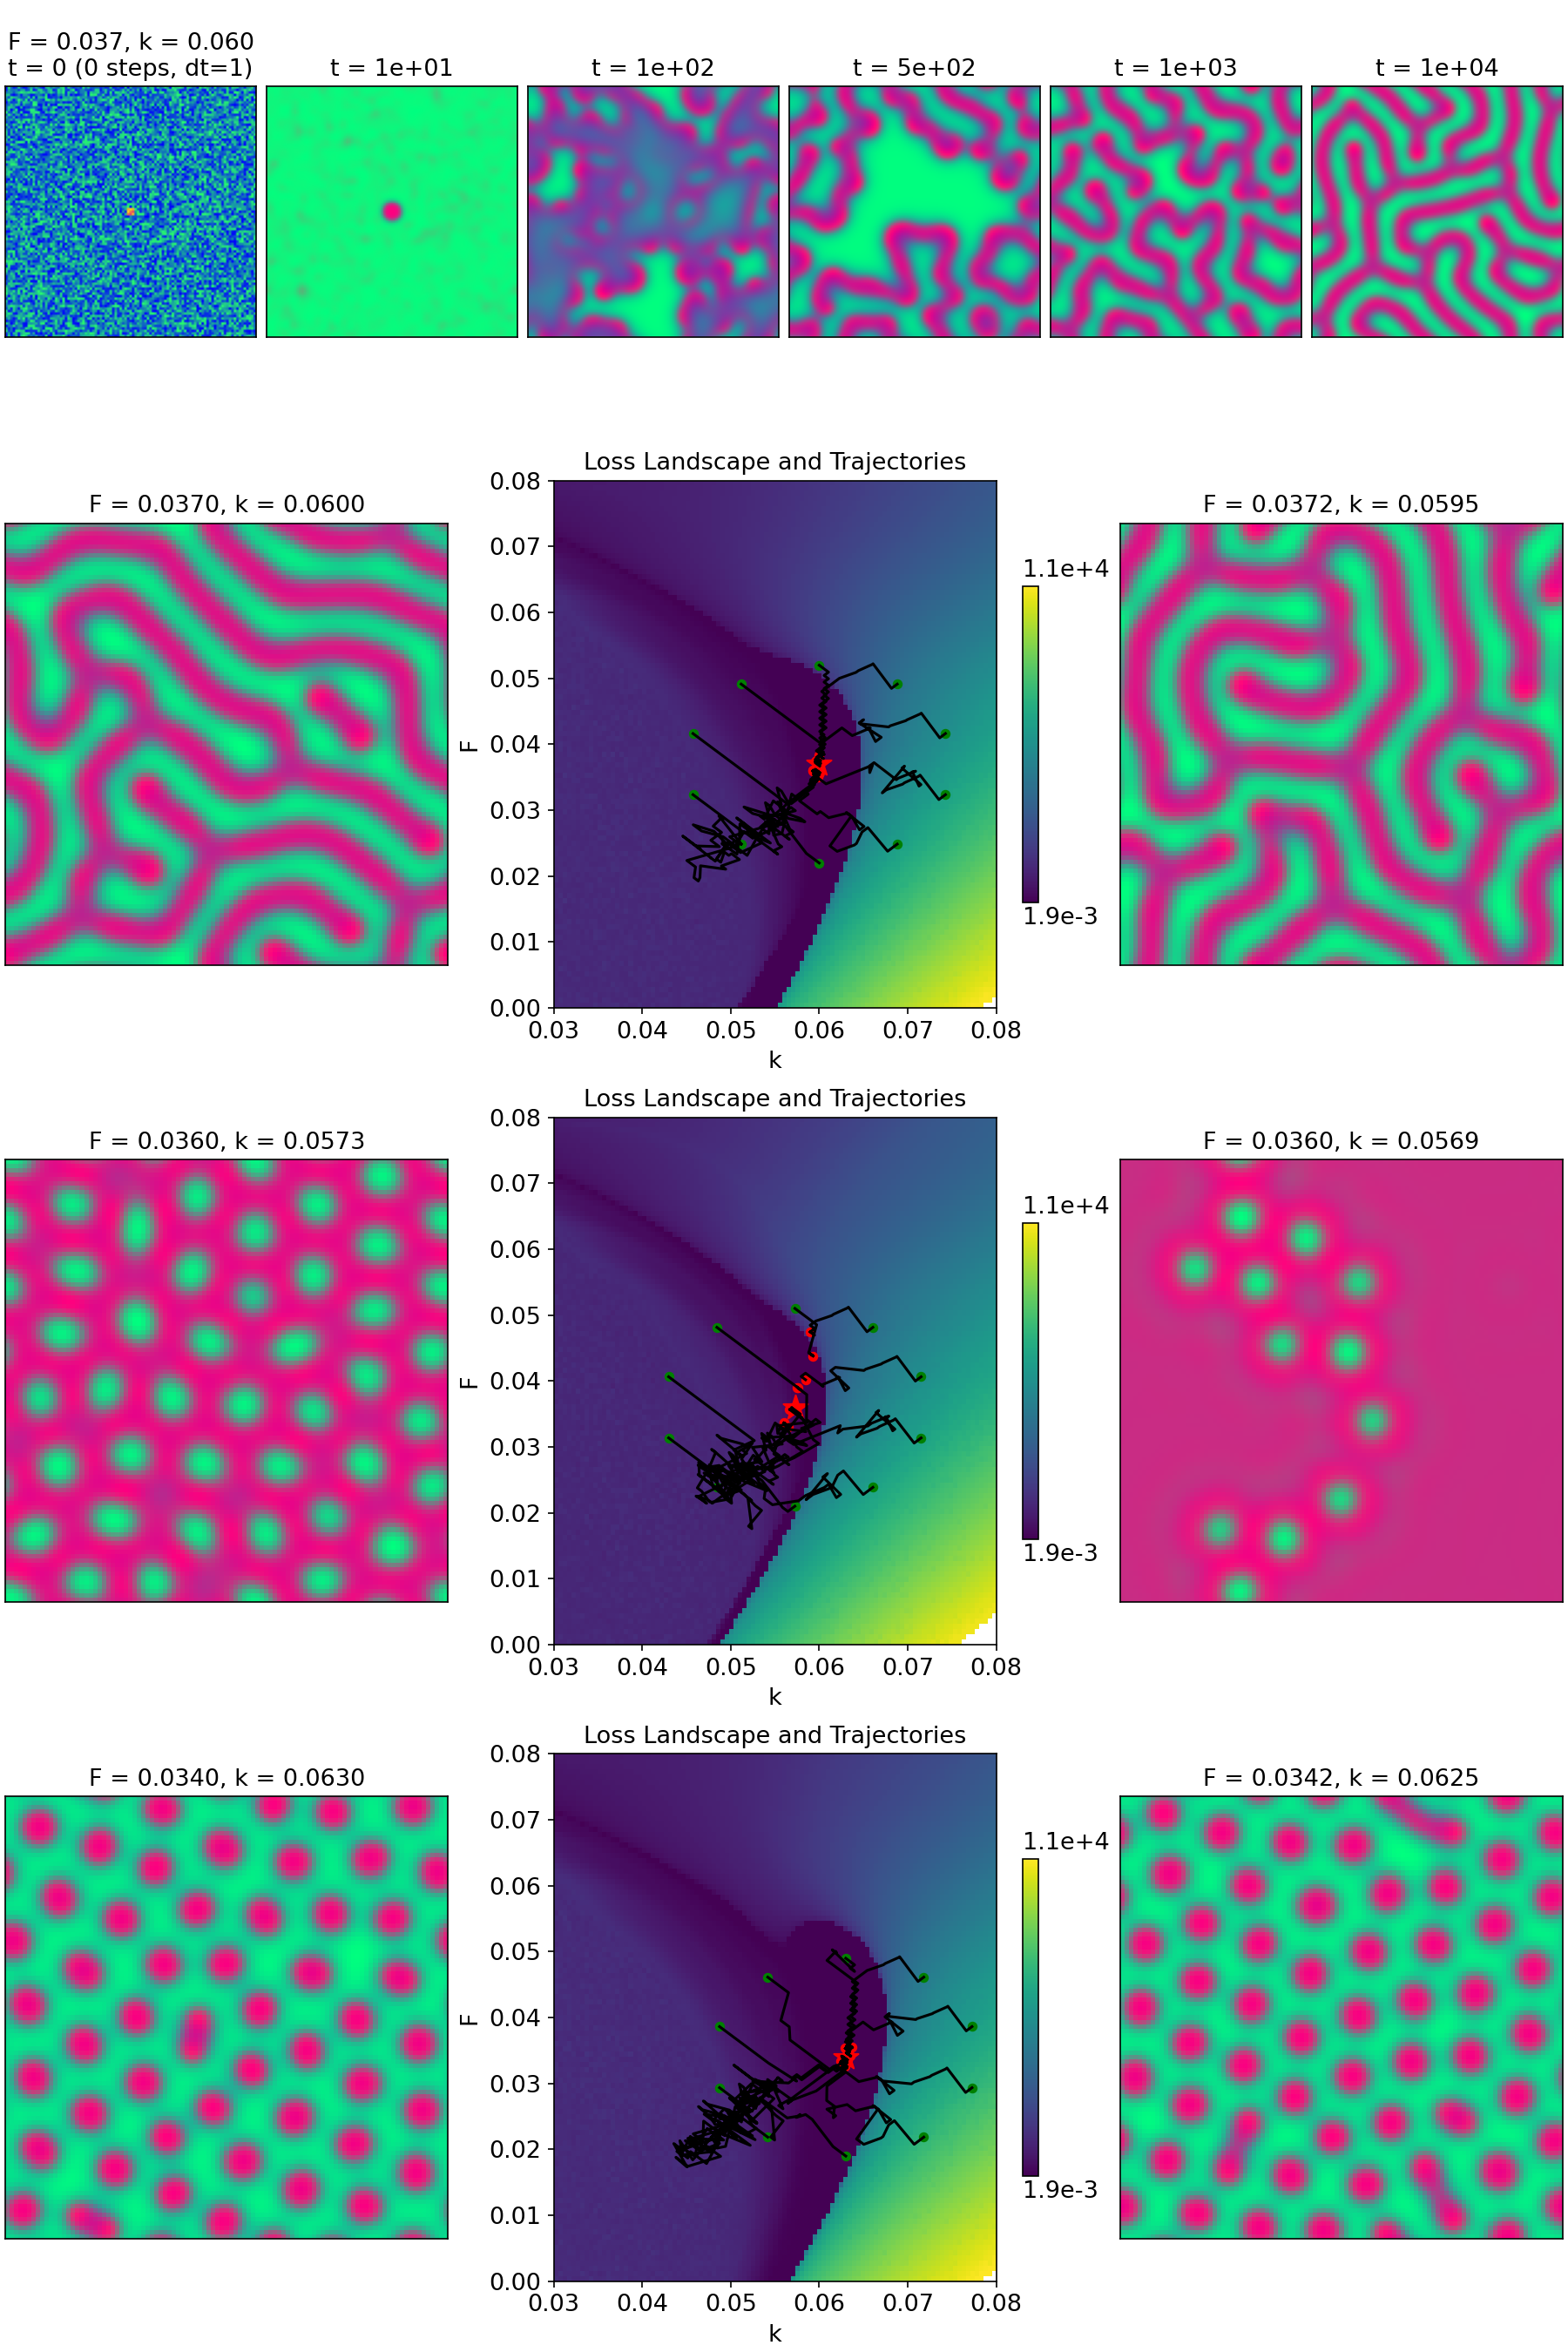 F = 0.037, k = 0.060
t = 0 (0 steps, dt=1)
t = 1e+01
t = 1e+02
t = 5e+02
t = 1e+03
t = 1e+04
F = 0.0370, k = 0.0600
Loss Landscape and Trajectories
0.08
0.07
0.06
0.05
0.04
0.03
0.02
0.01
0.00
F
0.03
0.04
0.05
0.06
0.07
0.08
k
1.1e+4
1.9e-3
F = 0.0372, k = 0.0595
F = 0.0360, k = 0.0573
Loss Landscape and Trajectories
0.08
0.07
0.06
0.05
0.04
0.03
0.02
0.01
0.00
F
0.03
0.04
0.05
0.06
0.07
0.08
k
1.1e+4
1.9e-3
F = 0.0360, k = 0.0569
F = 0.0340, k = 0.0630
Loss Landscape and Trajectories
0.08
0.07
0.06
0.05
0.04
0.03
0.02
0.01
0.00
F
0.03
0.04
0.05
0.06
0.07
0.08
k
1.1e+4
1.9e-3
F = 0.0342, k = 0.0625